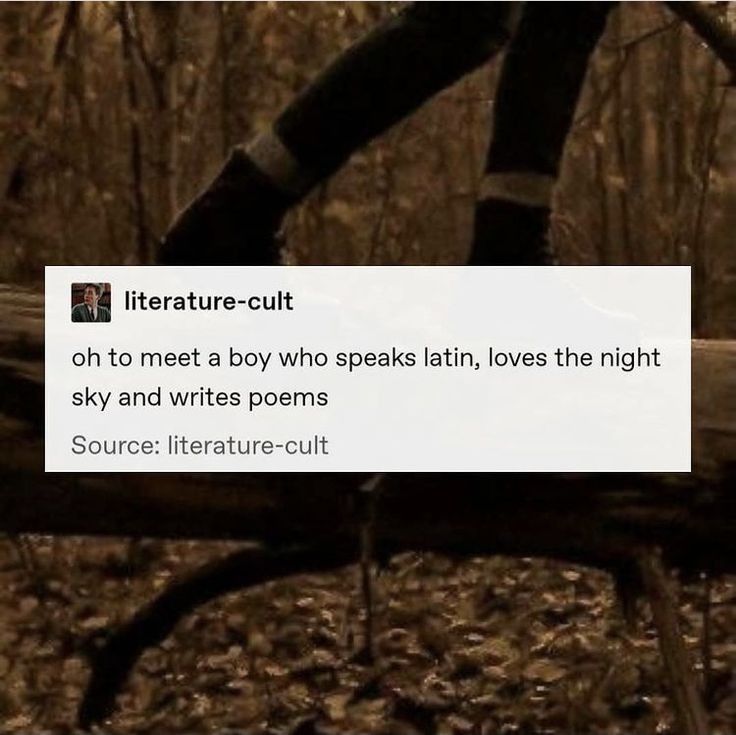 literature-cult
oh to meet a boy who speaks latin, loves the night
sky and writes poems
Source: literature-cult